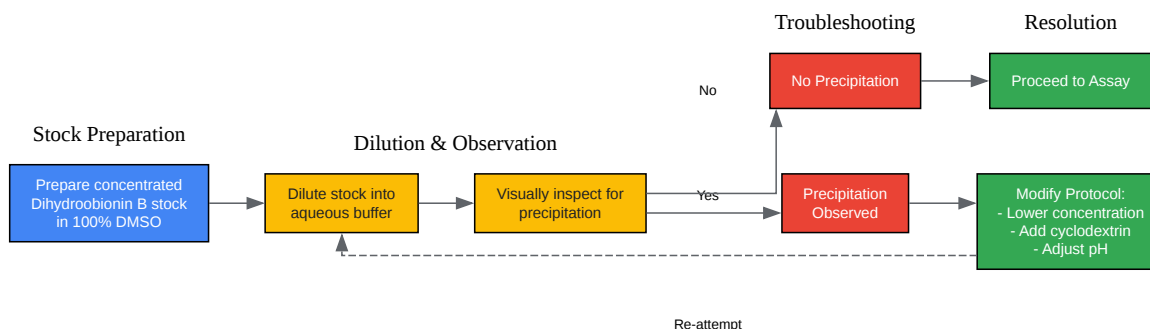 Troubleshooting
Resolution
No
No Precipitation
Proceed to Assay
Stock Preparation
Dilution & Observation
Prepare concentrated
Dihydroobionin B stock
in 100% DMSO
Dilute stock into
aqueous buffer
Visually inspect for
precipitation
Yes
Precipitation
Observed
Modify Protocol:
- Lower concentration
- Add cyclodextrin
- Adjust pH
Re-attempt